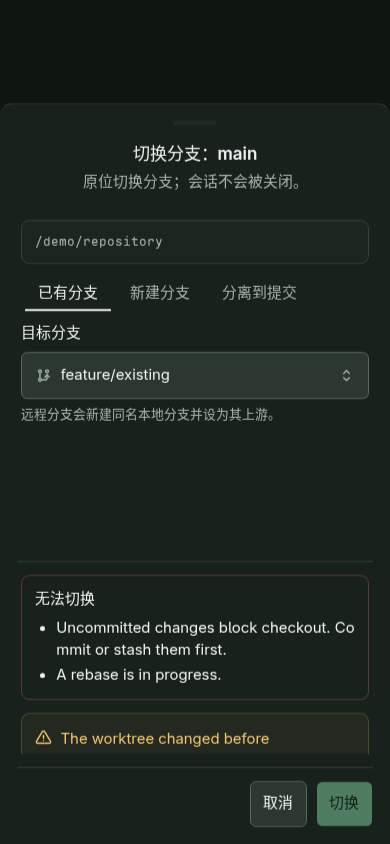 切换分支：main
原位切换分支；会话不会被关闭。
/demo/repository
已有分支 新建分支 分离到提交
目标分支
feature/existing
远程分支会新建同名本地分支并设为其上游。
无法切换
• Uncommitted changes block checkout. Co
mmit or stash them first.
• A rebase is in progress.
The worktree changed before
取消 切换